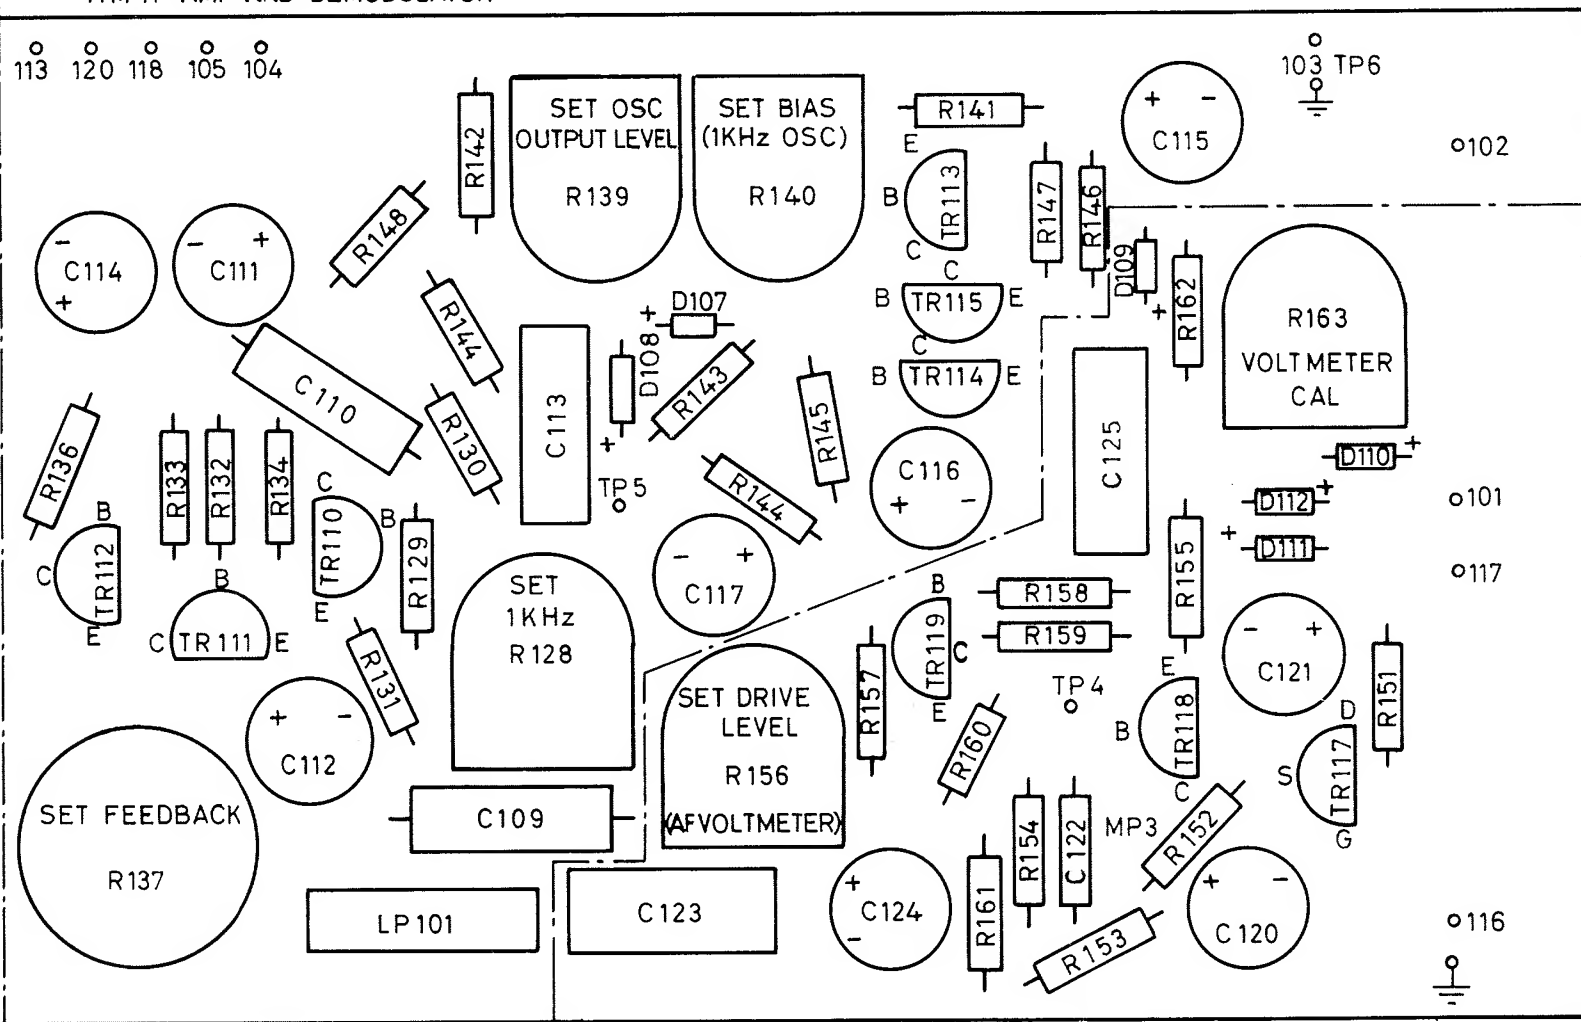 113 120 118 105 104
103 TP6
102
SET OSC
OUTPUT LEVEL
R139
SET BIAS
(1KHz OSC)
R140
R142
R141
E
B
C
TR113
+ -
C115
R147
R146
R148
-
C114
+
- +
C111
C
B TR115 E
C
B TR114 E
D109
+
R162
R163
VOLTMETER
CAL
R144
+ D107
D108
+
R143
C110
C113
R145
R130
C116
+ -
C125
D110 +
D112 +
+ D111
101
117
R136
R133
R132
R134
C
B
E
TR110
R129
TP5
R144
- +
C117
B
C
E
TR112
B
C TR111 E
SET
1KHz
R128
R131
R158
R159
R155
B
C
E
TR119
R157
- +
C121
R151
SET DRIVE
LEVEL
R156
(AFVOLTMETER)
TP4
E
B
C
TR118
D
S
G
TR117
R160
+ -
C112
SET FEEDBACK
R137
C109
R154
C122
MP3
R152
LP101
C123
+
C124
-
R161
R153
+ -
C120
116